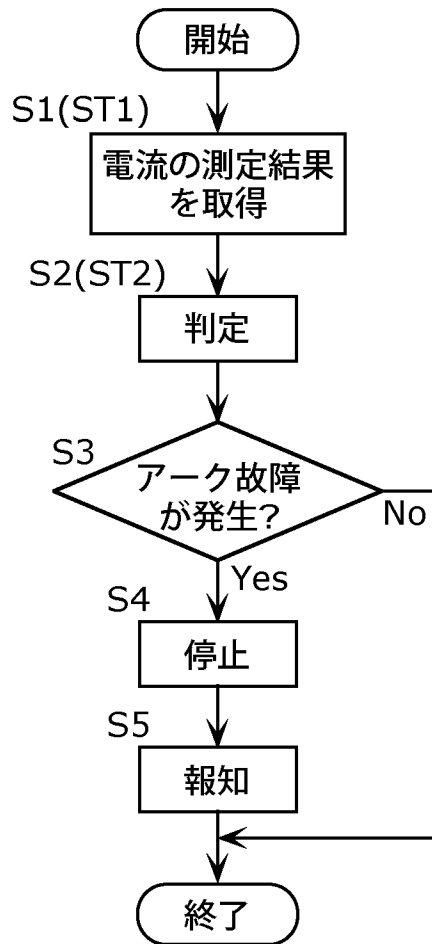 開始
S1(ST1)
電流の測定結果
を取得
S2(ST2)
判定
S3
アーク故障
が発生?
No
Yes
S4
停止
S5
報知
終了